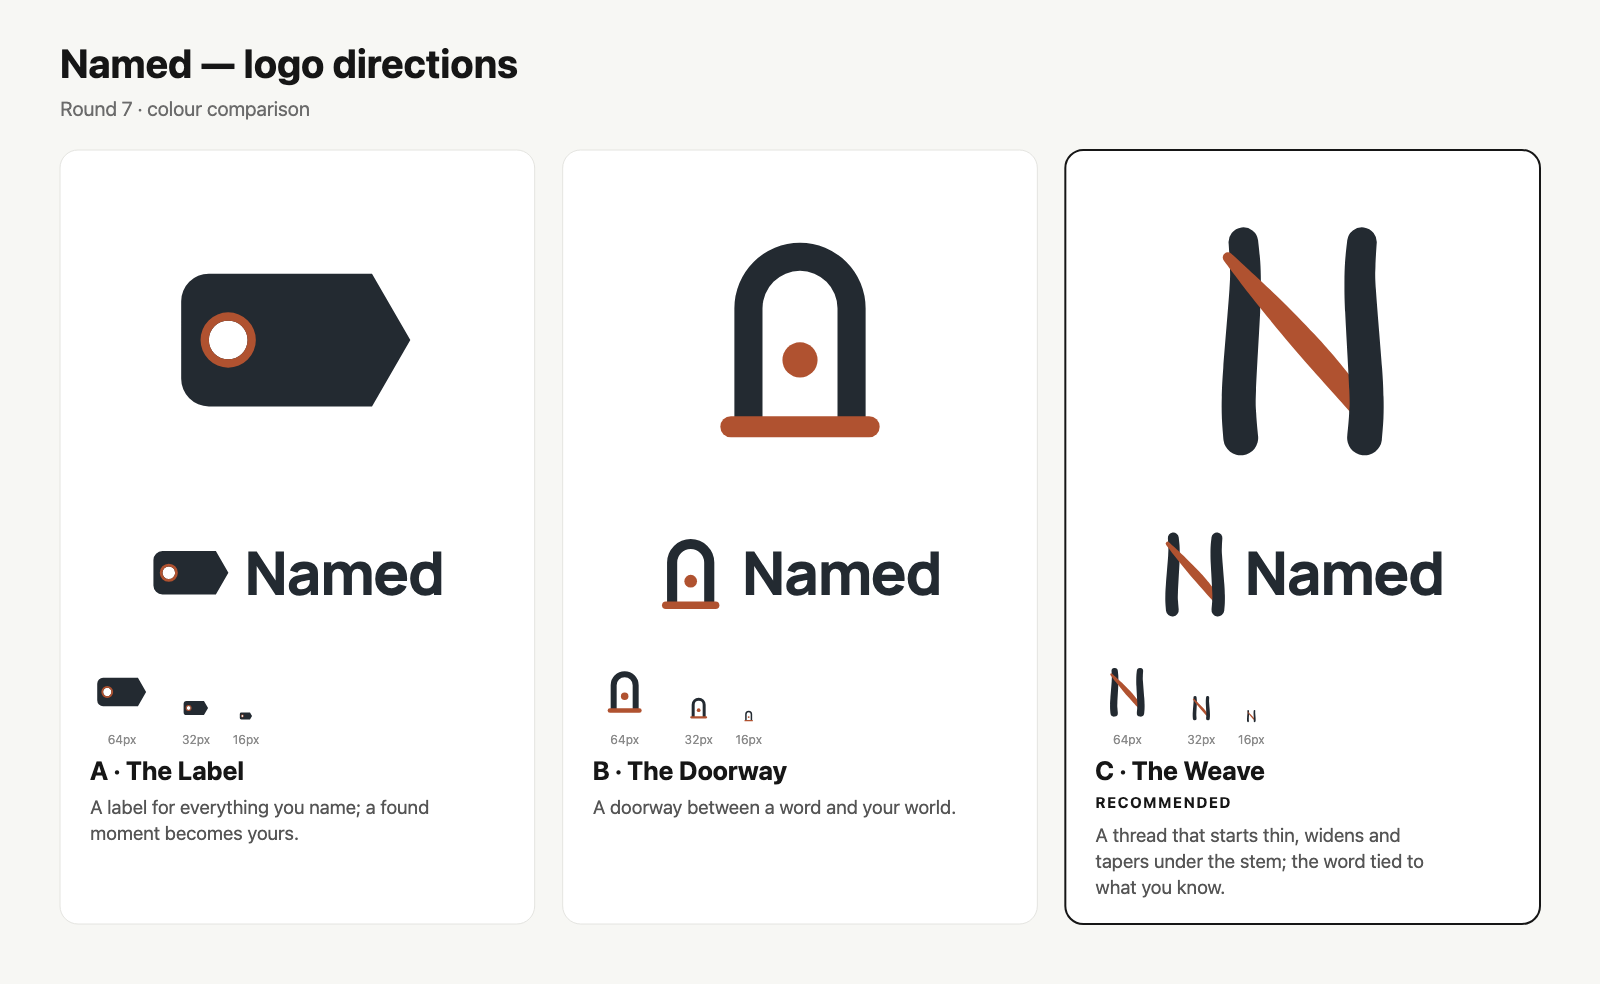 Named — logo directions
Round 7 · colour comparison
Named
64px 32px 16px
A · The Label
A label for everything you name; a found
moment becomes yours.
Named
64px 32px 16px
B · The Doorway
A doorway between a word and your world.
Named
64px 32px 16px
C · The Weave
RECOMMENDED
A thread that starts thin, widens and
tapers under the stem; the word tied to
what you know.